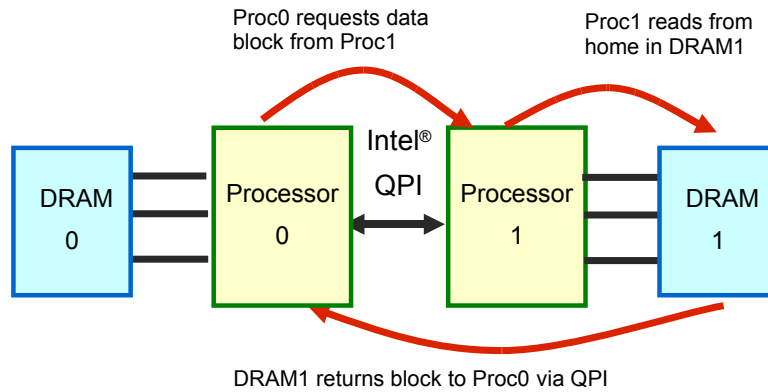 Proc0 requests data
block from Proc1
Proc1 reads from
home in DRAM1
Intel®
QPI
DRAM
0
Processor
0
Processor
1
DRAM
1
DRAM1 returns block to Proc0 via QPI